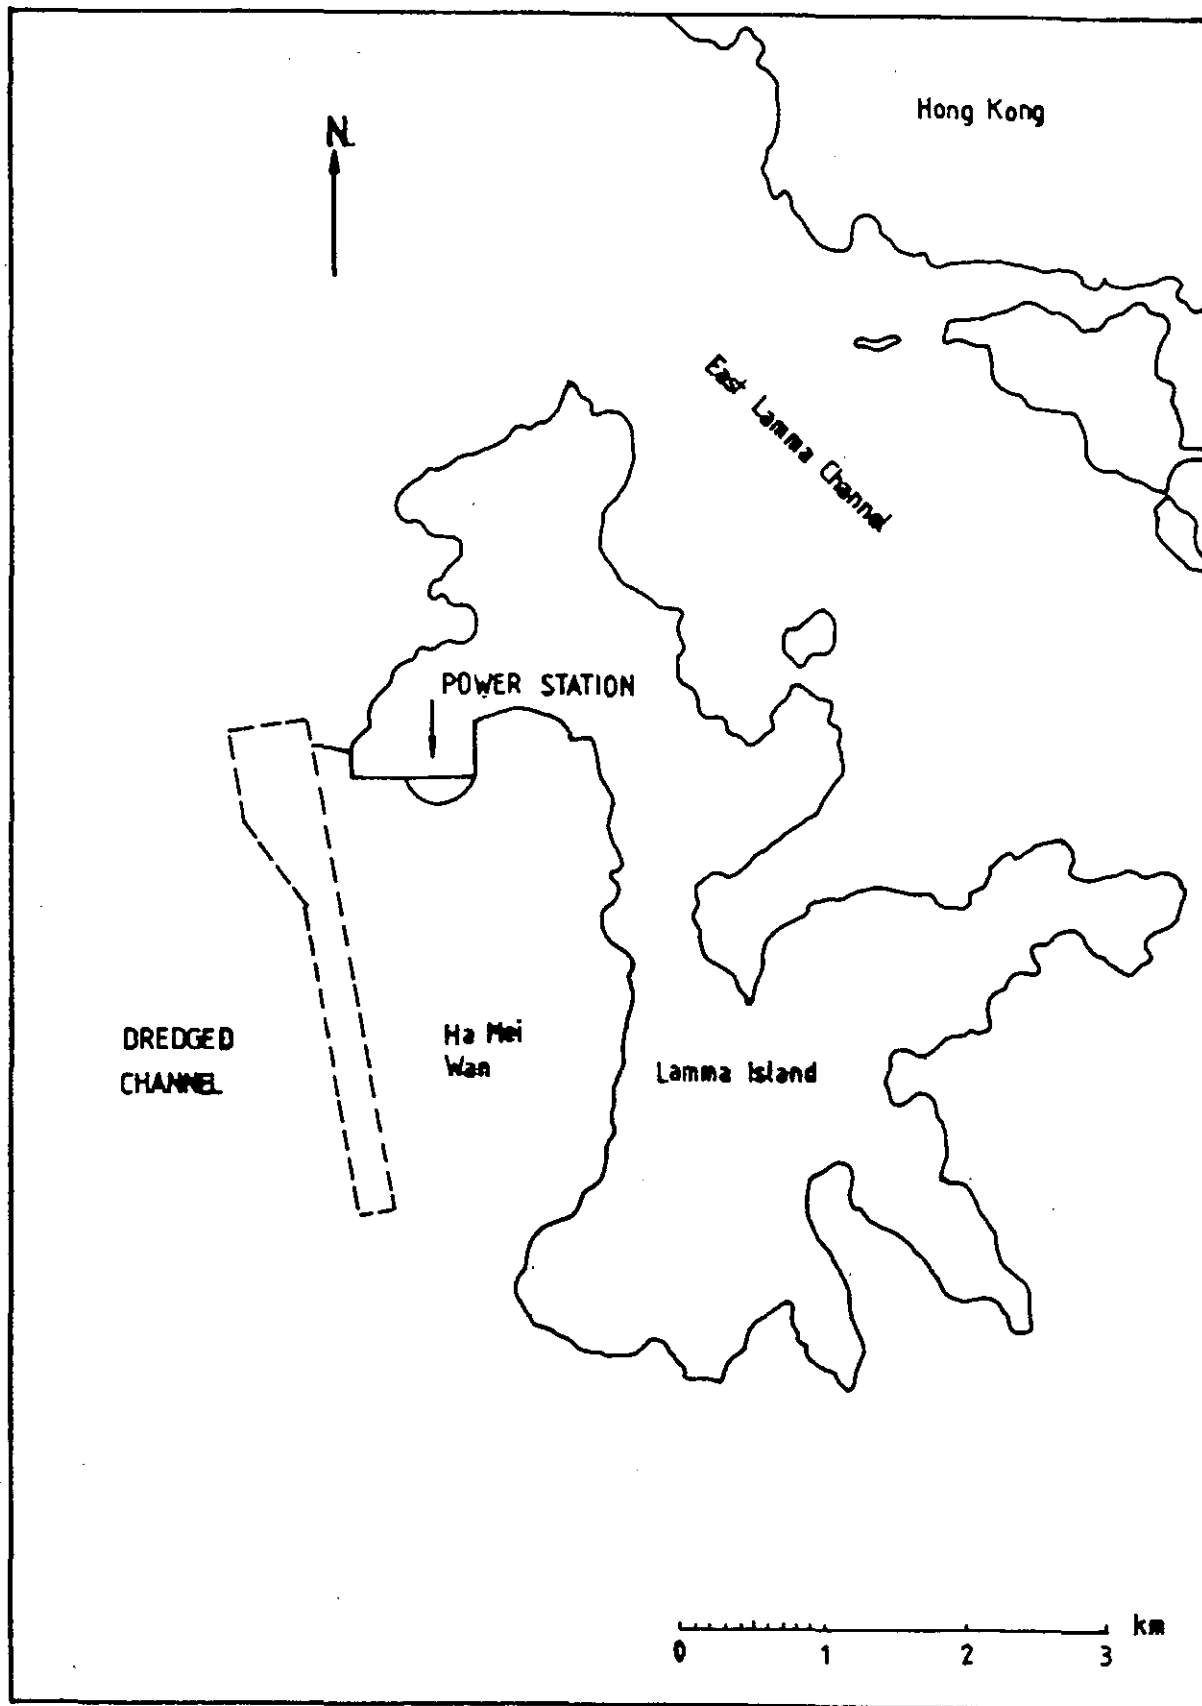 Hong Kong
N
East Lamma Channel
POWER STATION
DREDGED
CHANNEL
Ha Mei
Wan
Lamma Island
km
0 1 2 3